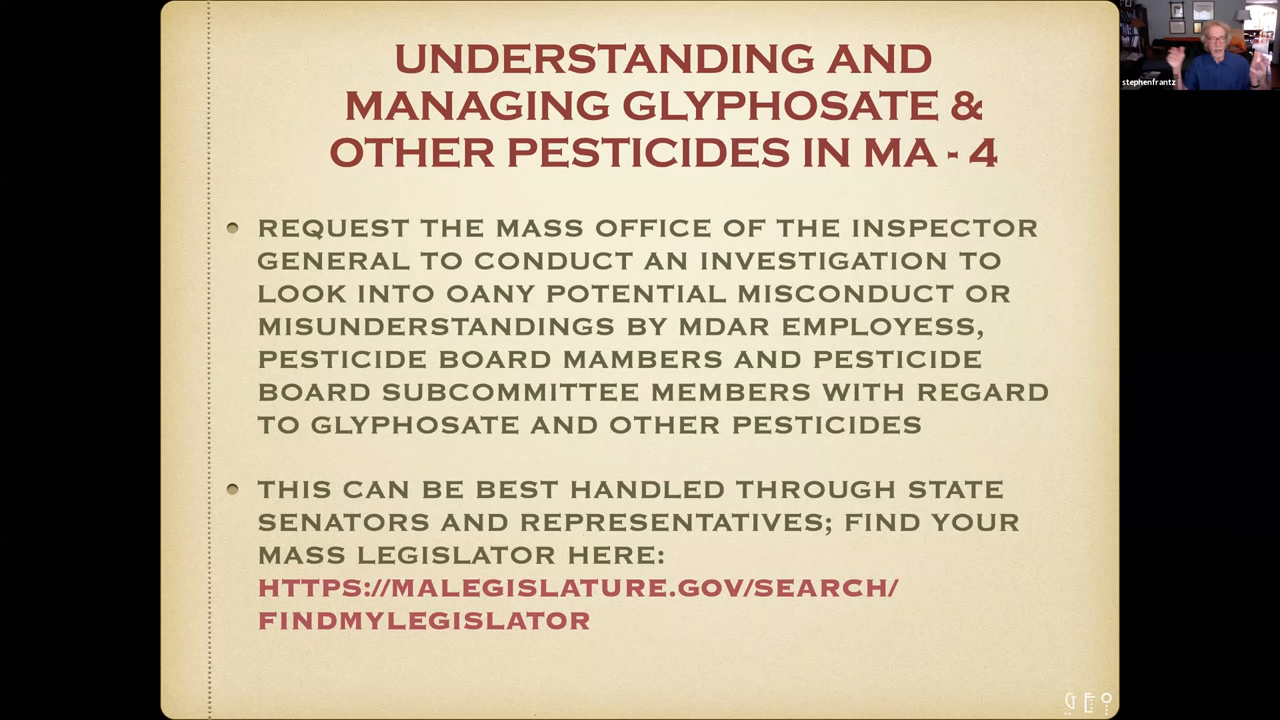 UNDERSTANDING AND
MANAGING GLYPHOSATE &
OTHER PESTICIDES IN MA - 4
stephenfrantz
REQUEST THE MASS OFFICE OF THE INSPECTOR
GENERAL TO CONDUCT AN INVESTIGATION TO
LOOK INTO OANY POTENTIAL MISCONDUCT OR
MISUNDERSTANDINGS BY MDAR EMPLOYESS,
PESTICIDE BOARD MAMBERS AND PESTICIDE
BOARD SUBCOMMITTEE MEMBERS WITH REGARD
TO GLYPHOSATE AND OTHER PESTICIDES
THIS CAN BE BEST HANDLED THROUGH STATE
SENATORS AND REPRESENTATIVES; FIND YOUR
MASS LEGISLATOR HERE:
HTTPS://MALEGISLATURE.GOV/SEARCH/
FINDMYLEGISLATOR